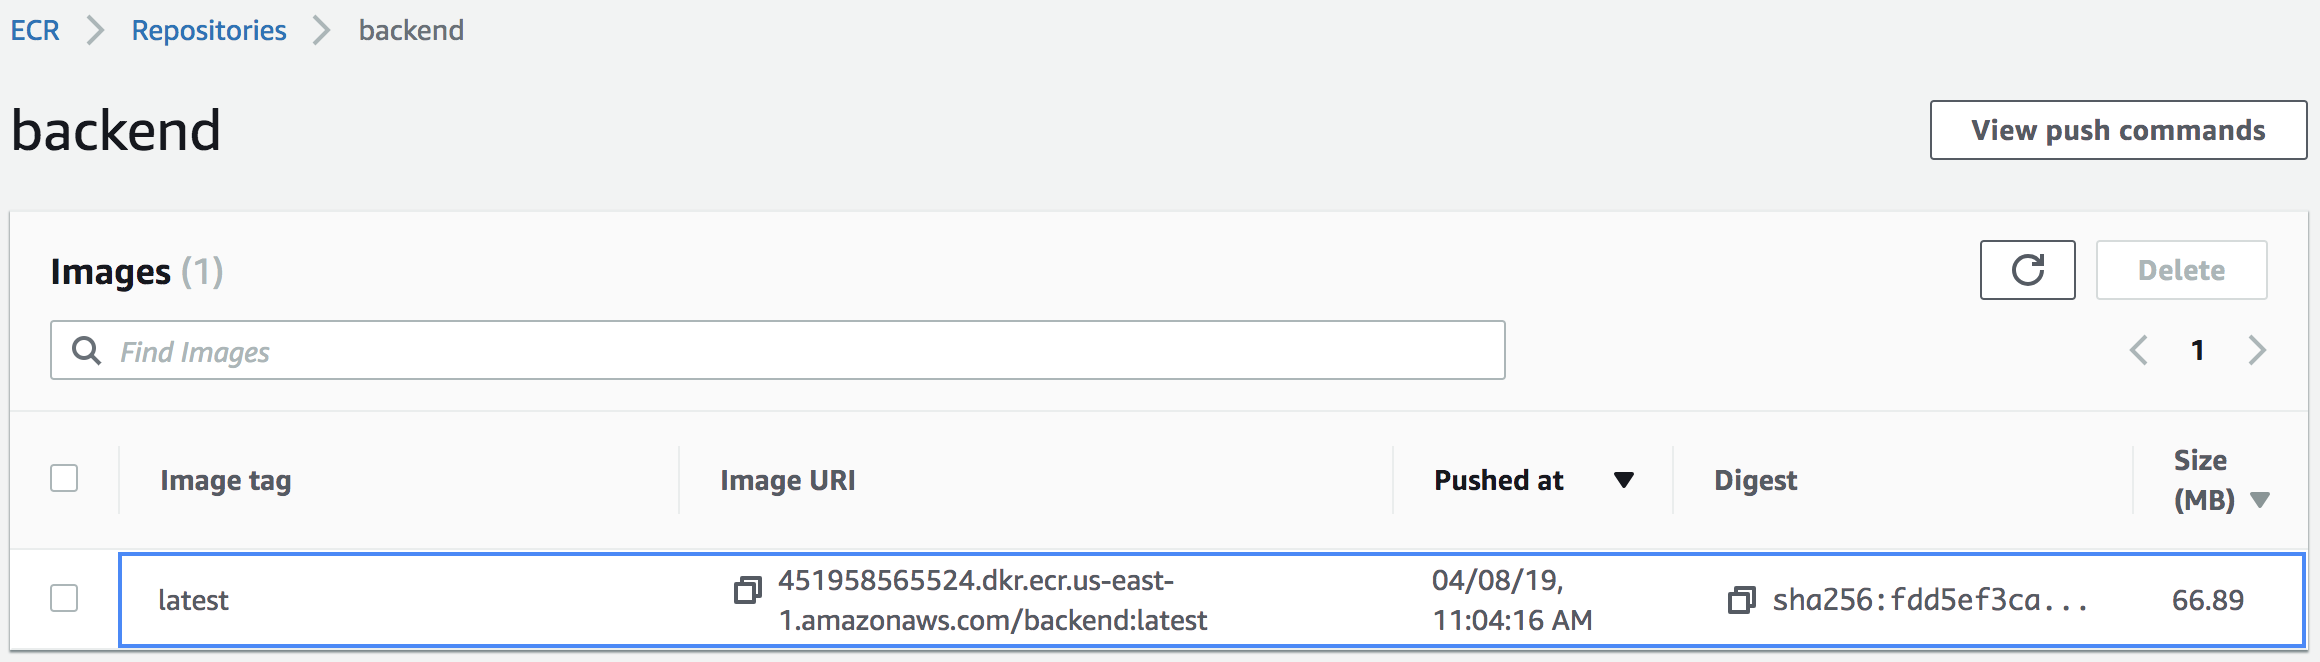 ECR Repositories backend
backend
View push commands
Images (1)
Delete
Find Images
1
Image tag
Image URI
Pushed at
Digest
Size
(MB)
latest
451958565524.dkr.ecr.us-east-
1.amazonaws.com/backend:latest
04/08/19,
11:04:16 AM
sha256:fdd5ef3ca...
66.89